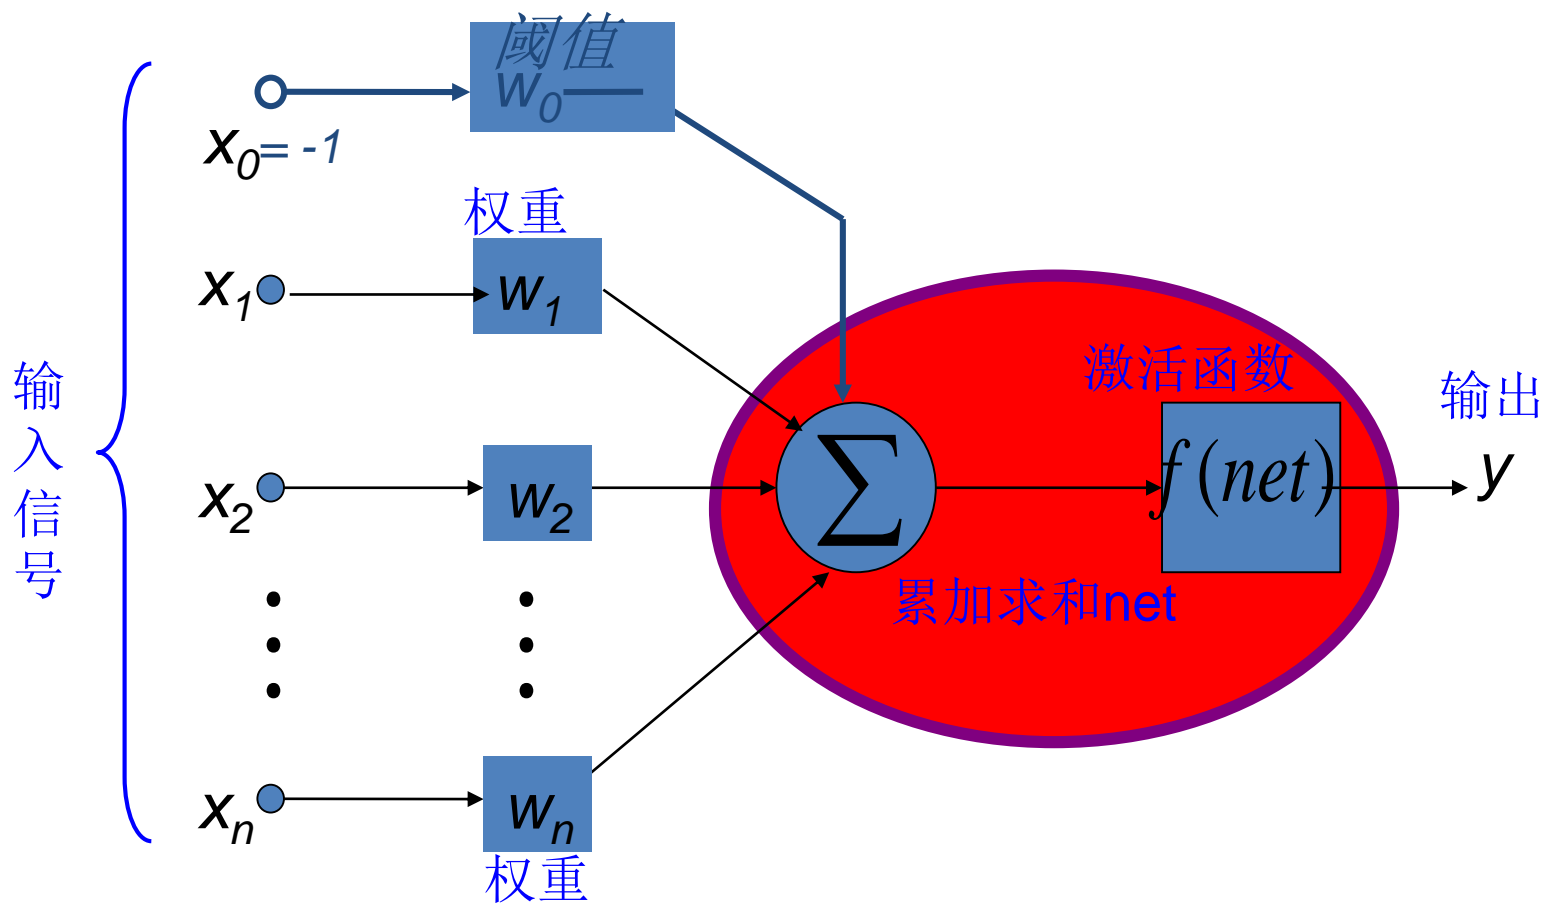 阈值
w0
x0= -1
权重
x1
w1
输入信号
激活函数
输出
x2
w2
∑
f(net)
y
累加求和net
xn
wn
权重